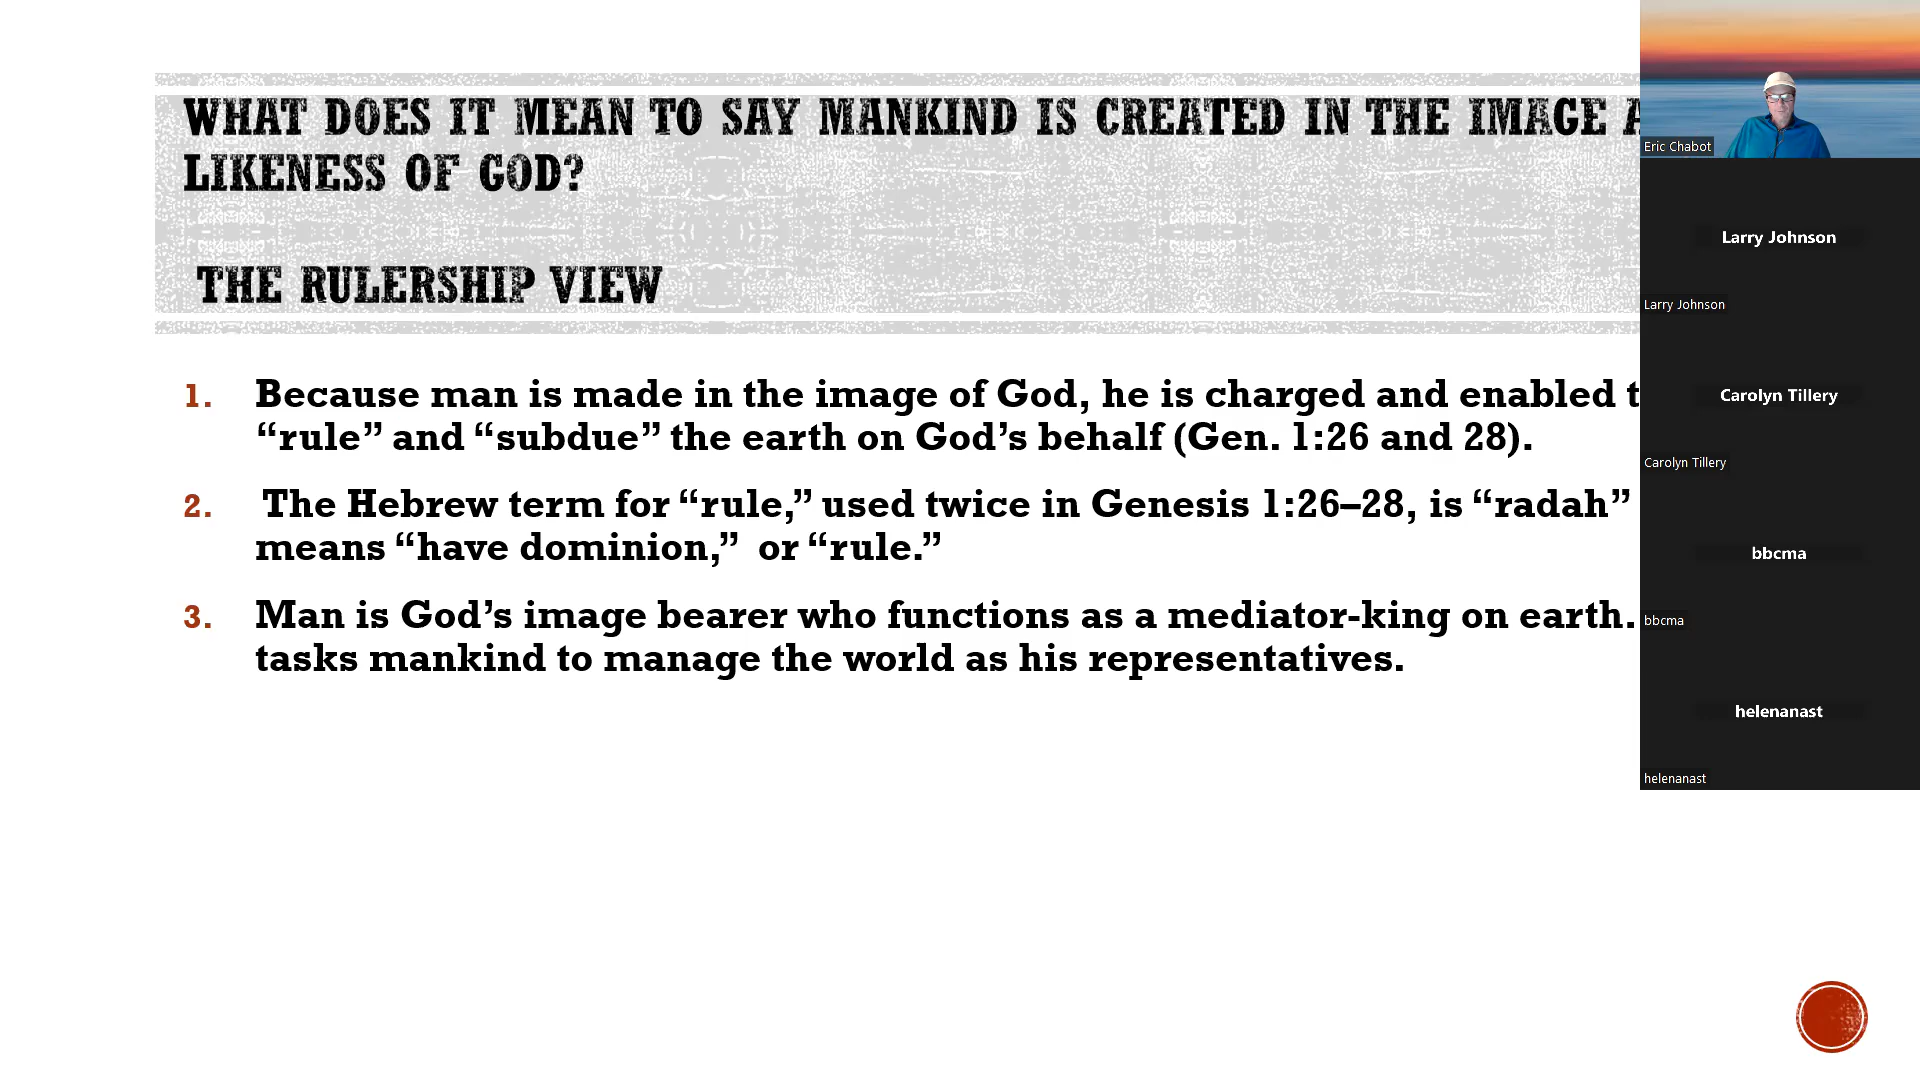 WHAT DOES IT MEAN TO SAY MANKIND IS CREATED IN THE IMAGE
LIKENESS OF GOD?
THE RULERSHIP VIEW
1. Because man is made in the image of God, he is charged and enabled
“rule” and “subdue” the earth on God’s behalf (Gen. 1:26 and 28).
2. The Hebrew term for “rule,” used twice in Genesis 1:26–28, is “radah”
means “have dominion,” or “rule.”
3. Man is God’s image bearer who functions as a mediator-king on earth.
tasks mankind to manage the world as his representatives.
Eric Chabot
Larry Johnson
Larry Johnson
Carolyn Tillery
Carolyn Tillery
bbcma
bbcma
helenanast
helenanast